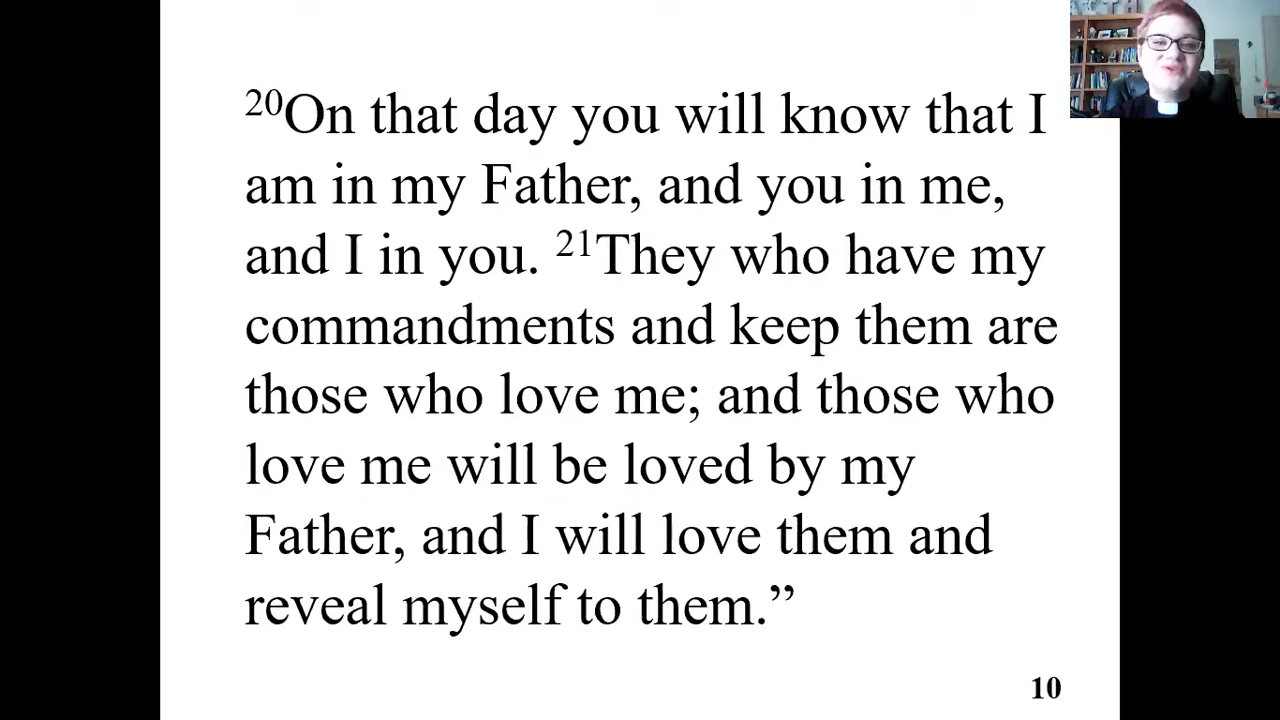 ²⁰On that day you will know that I
am in my Father, and you in me,
and I in you. ²¹They who have my
commandments and keep them are
those who love me; and those who
love me will be loved by my
Father, and I will love them and
reveal myself to them.”
10